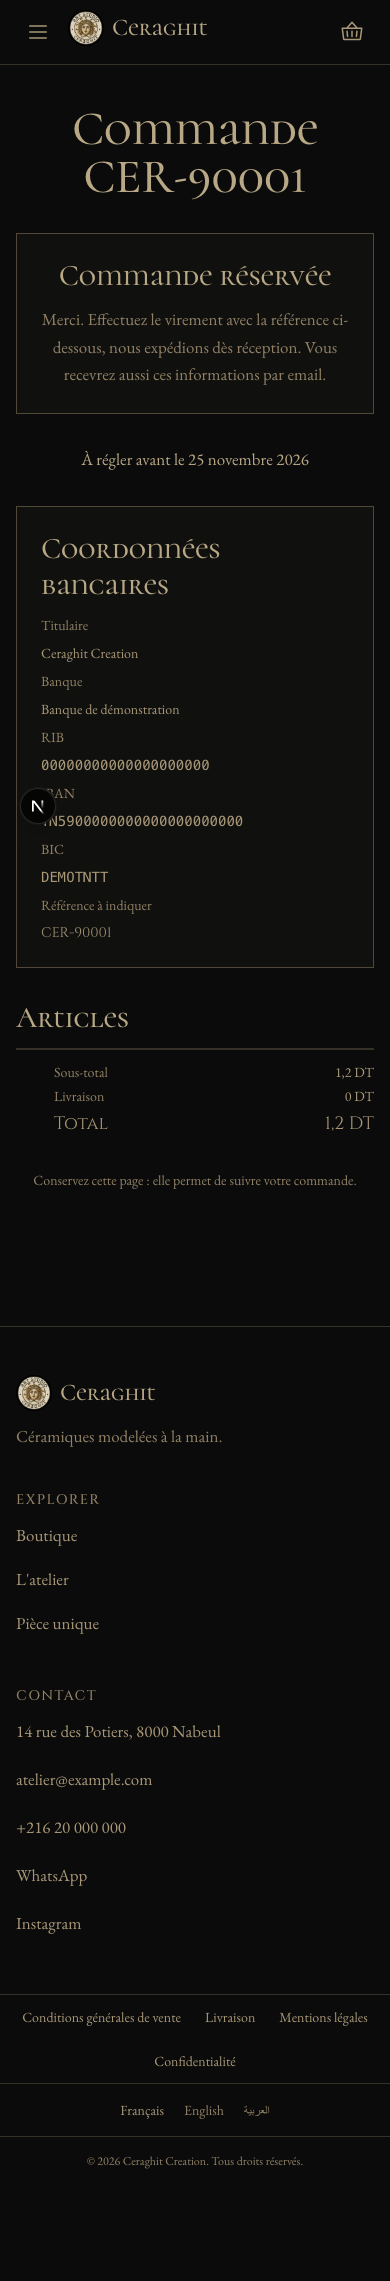 Ceraghit
Commande
CER-90001
Commande réservée
Merci. Effectuez le virement avec la référence ci-
dessous, nous expédions dès réception. Vous
recevrez aussi ces informations par email.
À régler avant le 25 novembre 2026
Coordonnées
bancaires
Titulaire
Ceraghit Creation
Banque
Banque de démonstration
RIB
00000000000000000000
BAN
N5900000000000000000000
BIC
DEMOTNTT
Référence à indiquer
CER-90001
Articles
Sous-total 1,2 DT
Livraison 0 DT
Total 1,2 DT
Conservez cette page : elle permet de suivre votre commande.
Ceraghit
Céramiques modelées à la main.
EXPLORER
Boutique
L'atelier
Pièce unique
CONTACT
14 rue des Potiers, 8000 Nabeul
atelier@example.com
+216 20 000 000
WhatsApp
Instagram
Conditions générales de vente Livraison Mentions légales
Confidentialité
Français English العربية
© 2026 Ceraghit Creation. Tous droits réservés.